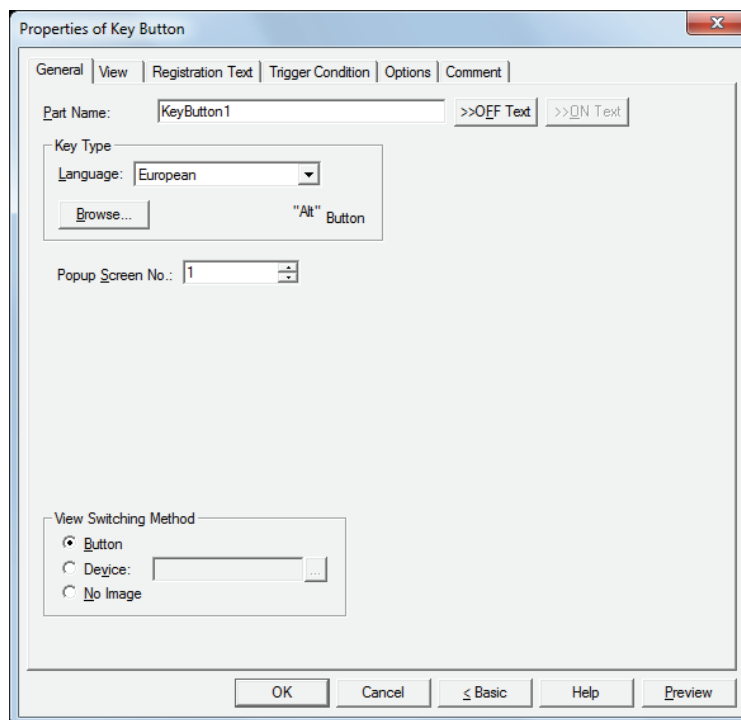 Properties of Key Button
General View Registration Text Trigger Condition Options Comment
Part Name: KeyButton1 >>OFF Text >>ON Text
Key Type
Language: European
Browse... "Alt" Button
Popup Screen No.: 1
View Switching Method
Button
Device: ...
No Image
OK Cancel < Basic Help Preview